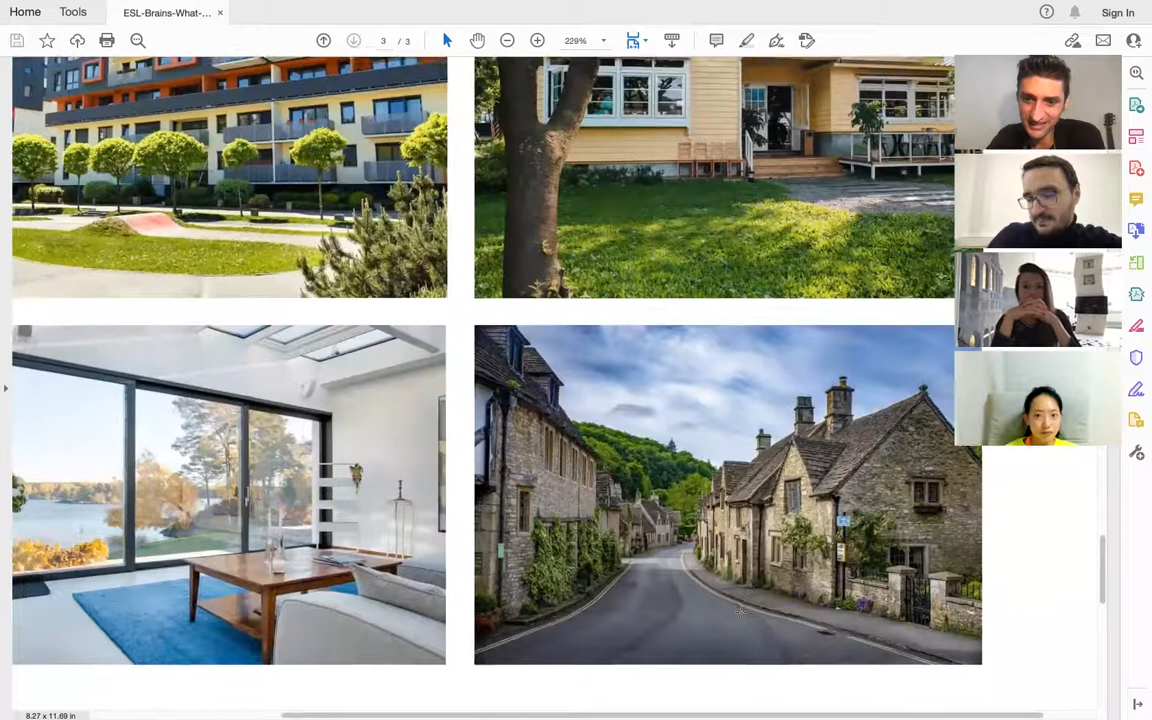 Home Tools ESL-Brains-What-... × Sign In
3 / 3 229%
8.27 x 11.69 in